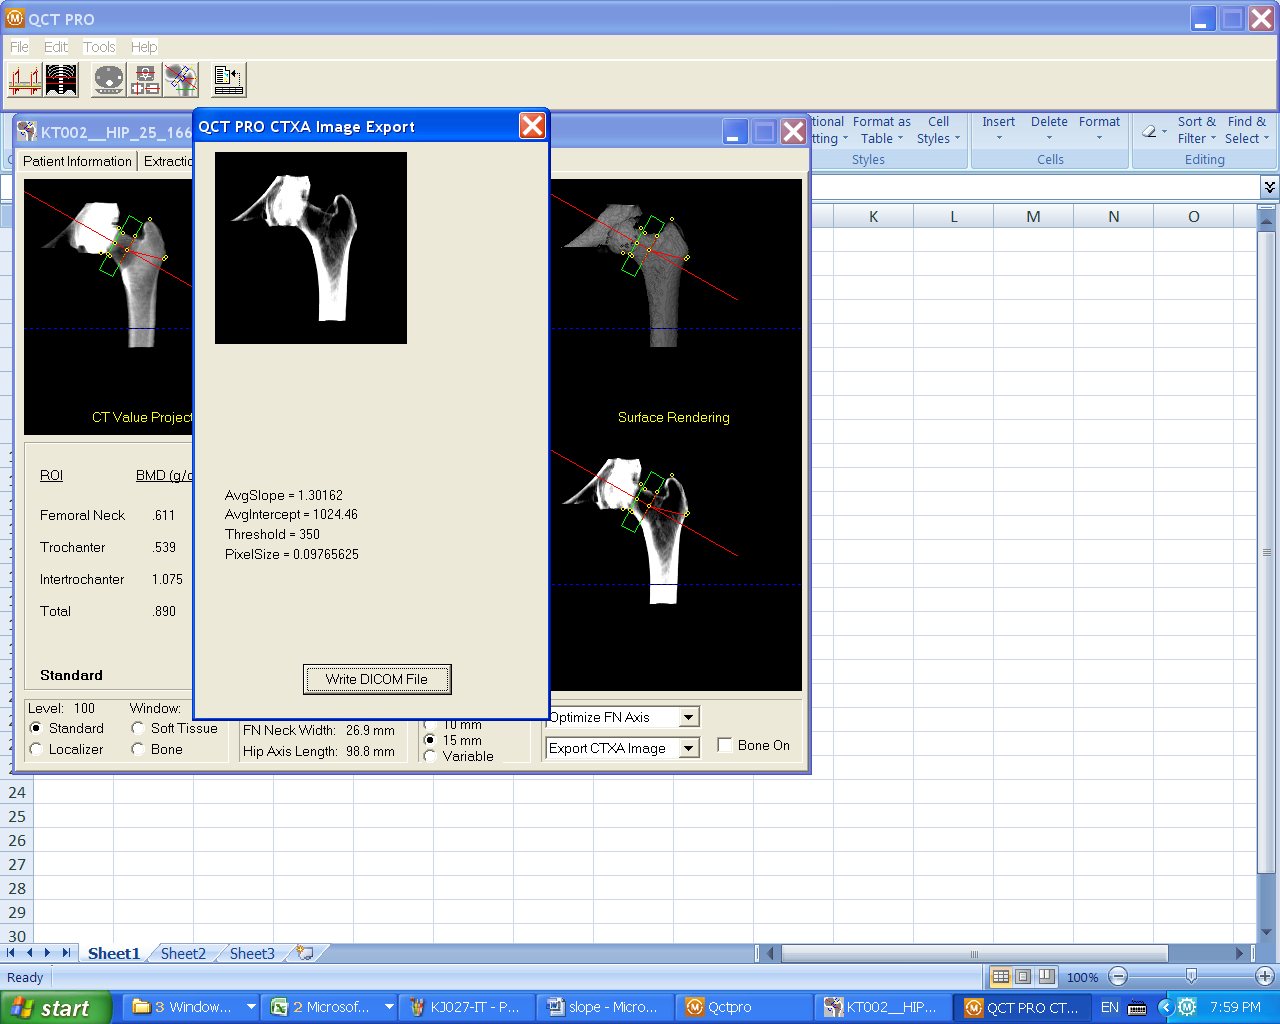 QCT PRO
File Edit Tools Help
KT002__HIP_25_166
QCT PRO CTXA Image Export
Patient Information
CT Value
Surface Rendering
ROI
Femoral Neck .611
Trochanter .539
Intertrochanter 1.075
Total .890
Standard
AvgSlope = 1.30162
AvgIntercept = 1024.46
Threshold = 350
PixelSize = 0.09765625
Write DICOM File
Level: 100 Window:
Standard Soft Tissue
Localizer Bone
FN Neck Width: 26.9 mm
Hip Axis Length: 98.8 mm
10 mm
15 mm
Variable
Optimize FN Axis
Export CTXA Image
Bone On
Format as Table
Cell Styles
Styles
Insert Delete Format
Cells
Sort & Filter
Find & Select
Editing
K L M N O
24
25
26
27
28
29
30
Sheet1 Sheet2 Sheet3
Ready 100%
start 3 Window... 2 Microsof... KJ027-IT - P... slope - Micro... Qctpro KT002__HIP... QCT PRO CT... EN 7:59 PM